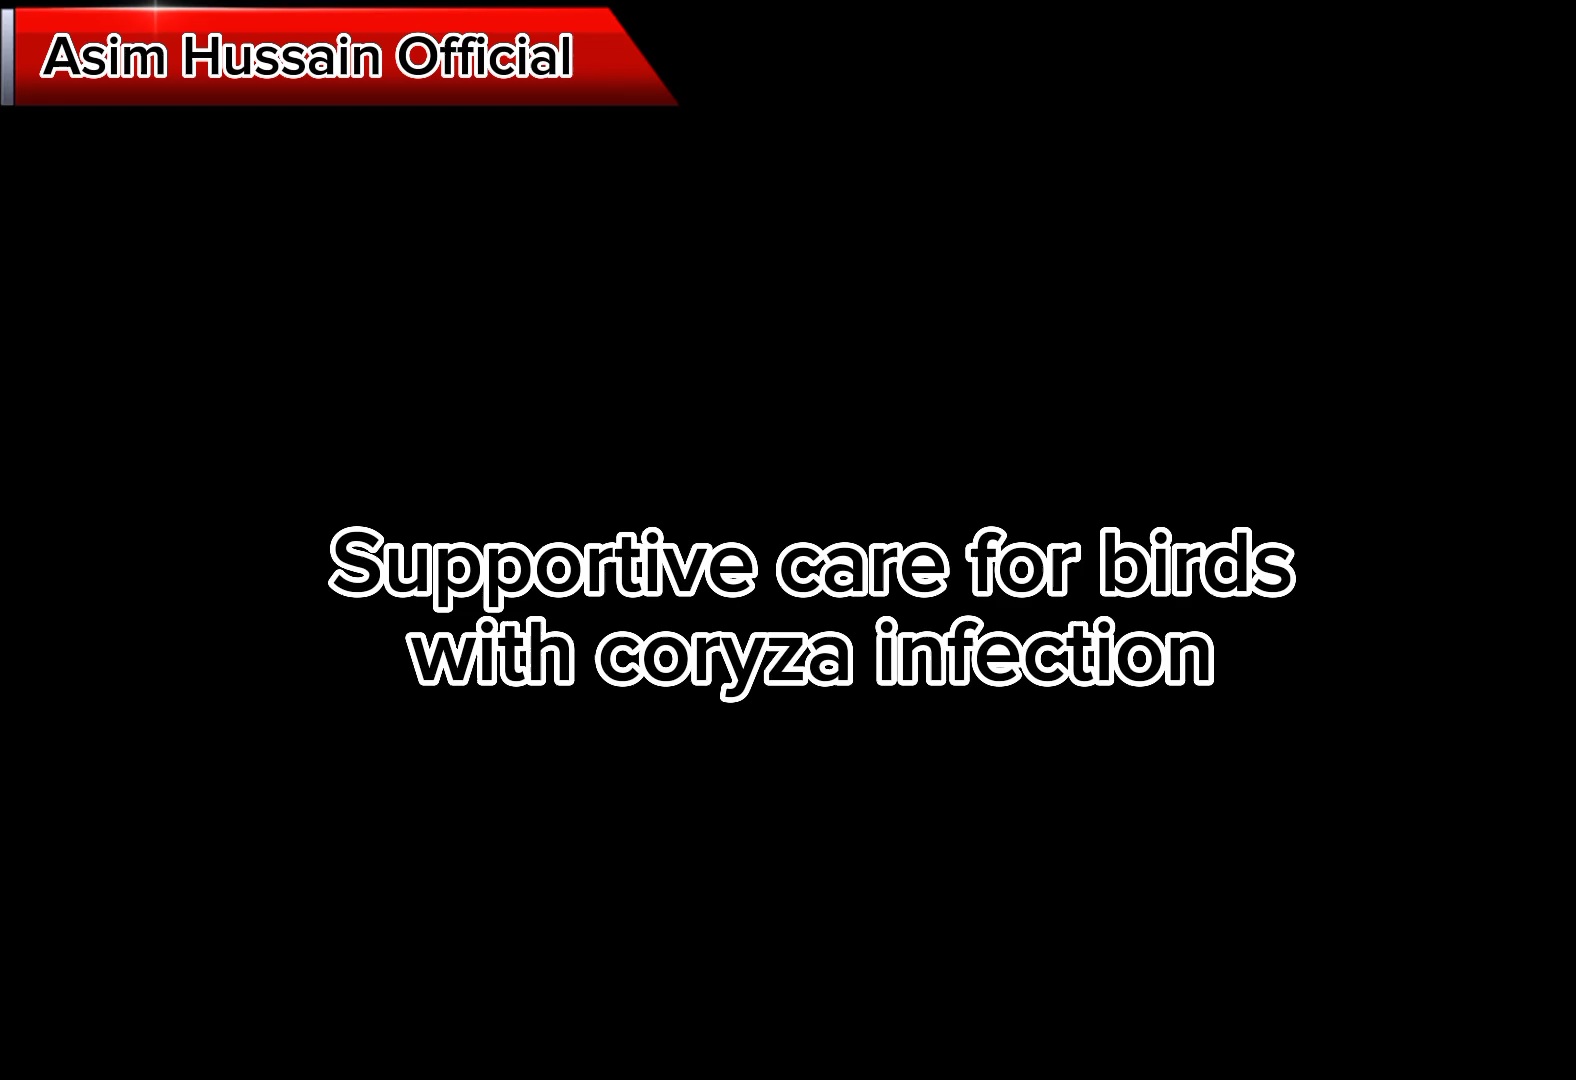 Asim Hussain Official
Supportive care for birds
with coryza infection